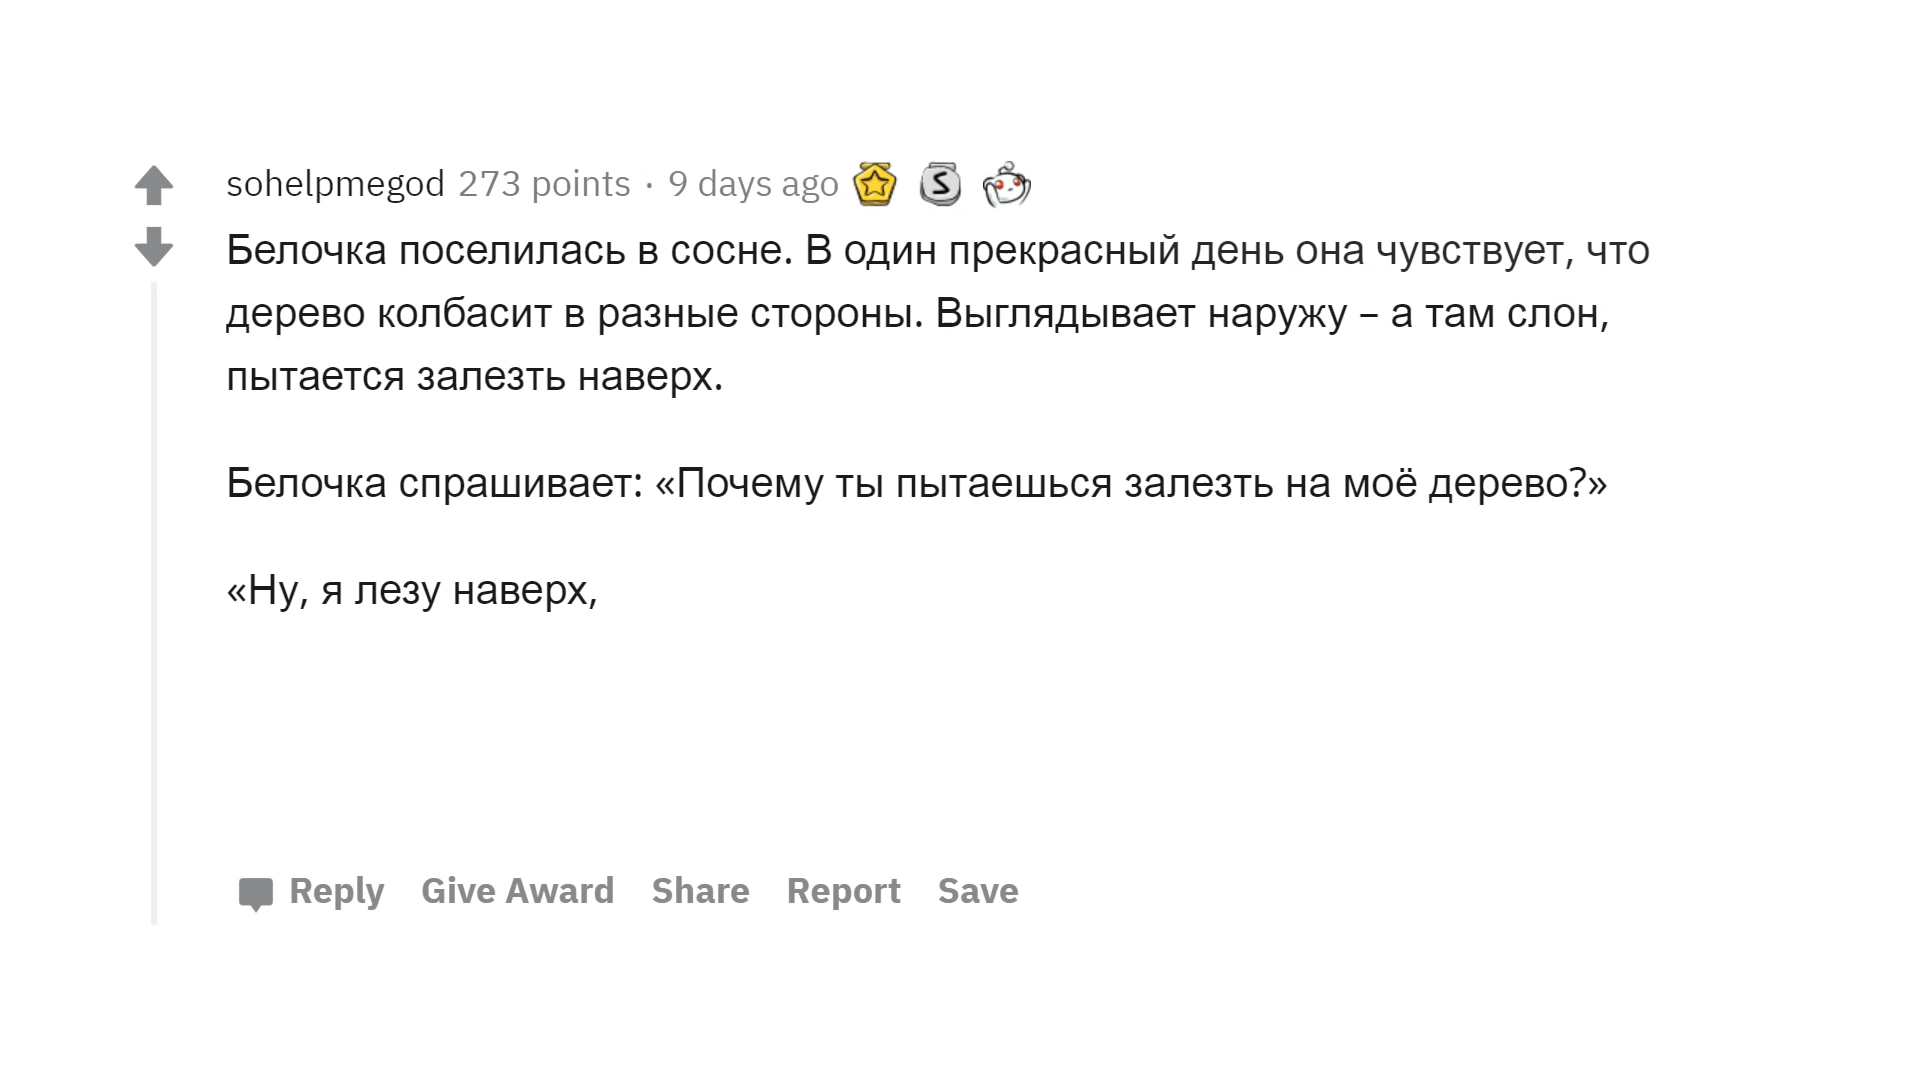 sohelpmegod 273 points · 9 days ago
Белочка поселилась в сосне. В один прекрасный день она чувствует, что
дерево колбасит в разные стороны. Выглядывает наружу – а там слон,
пытается залезть наверх.
Белочка спрашивает: «Почему ты пытаешься залезть на моё дерево?»
«Ну, я лезу наверх,
Reply Give Award Share Report Save